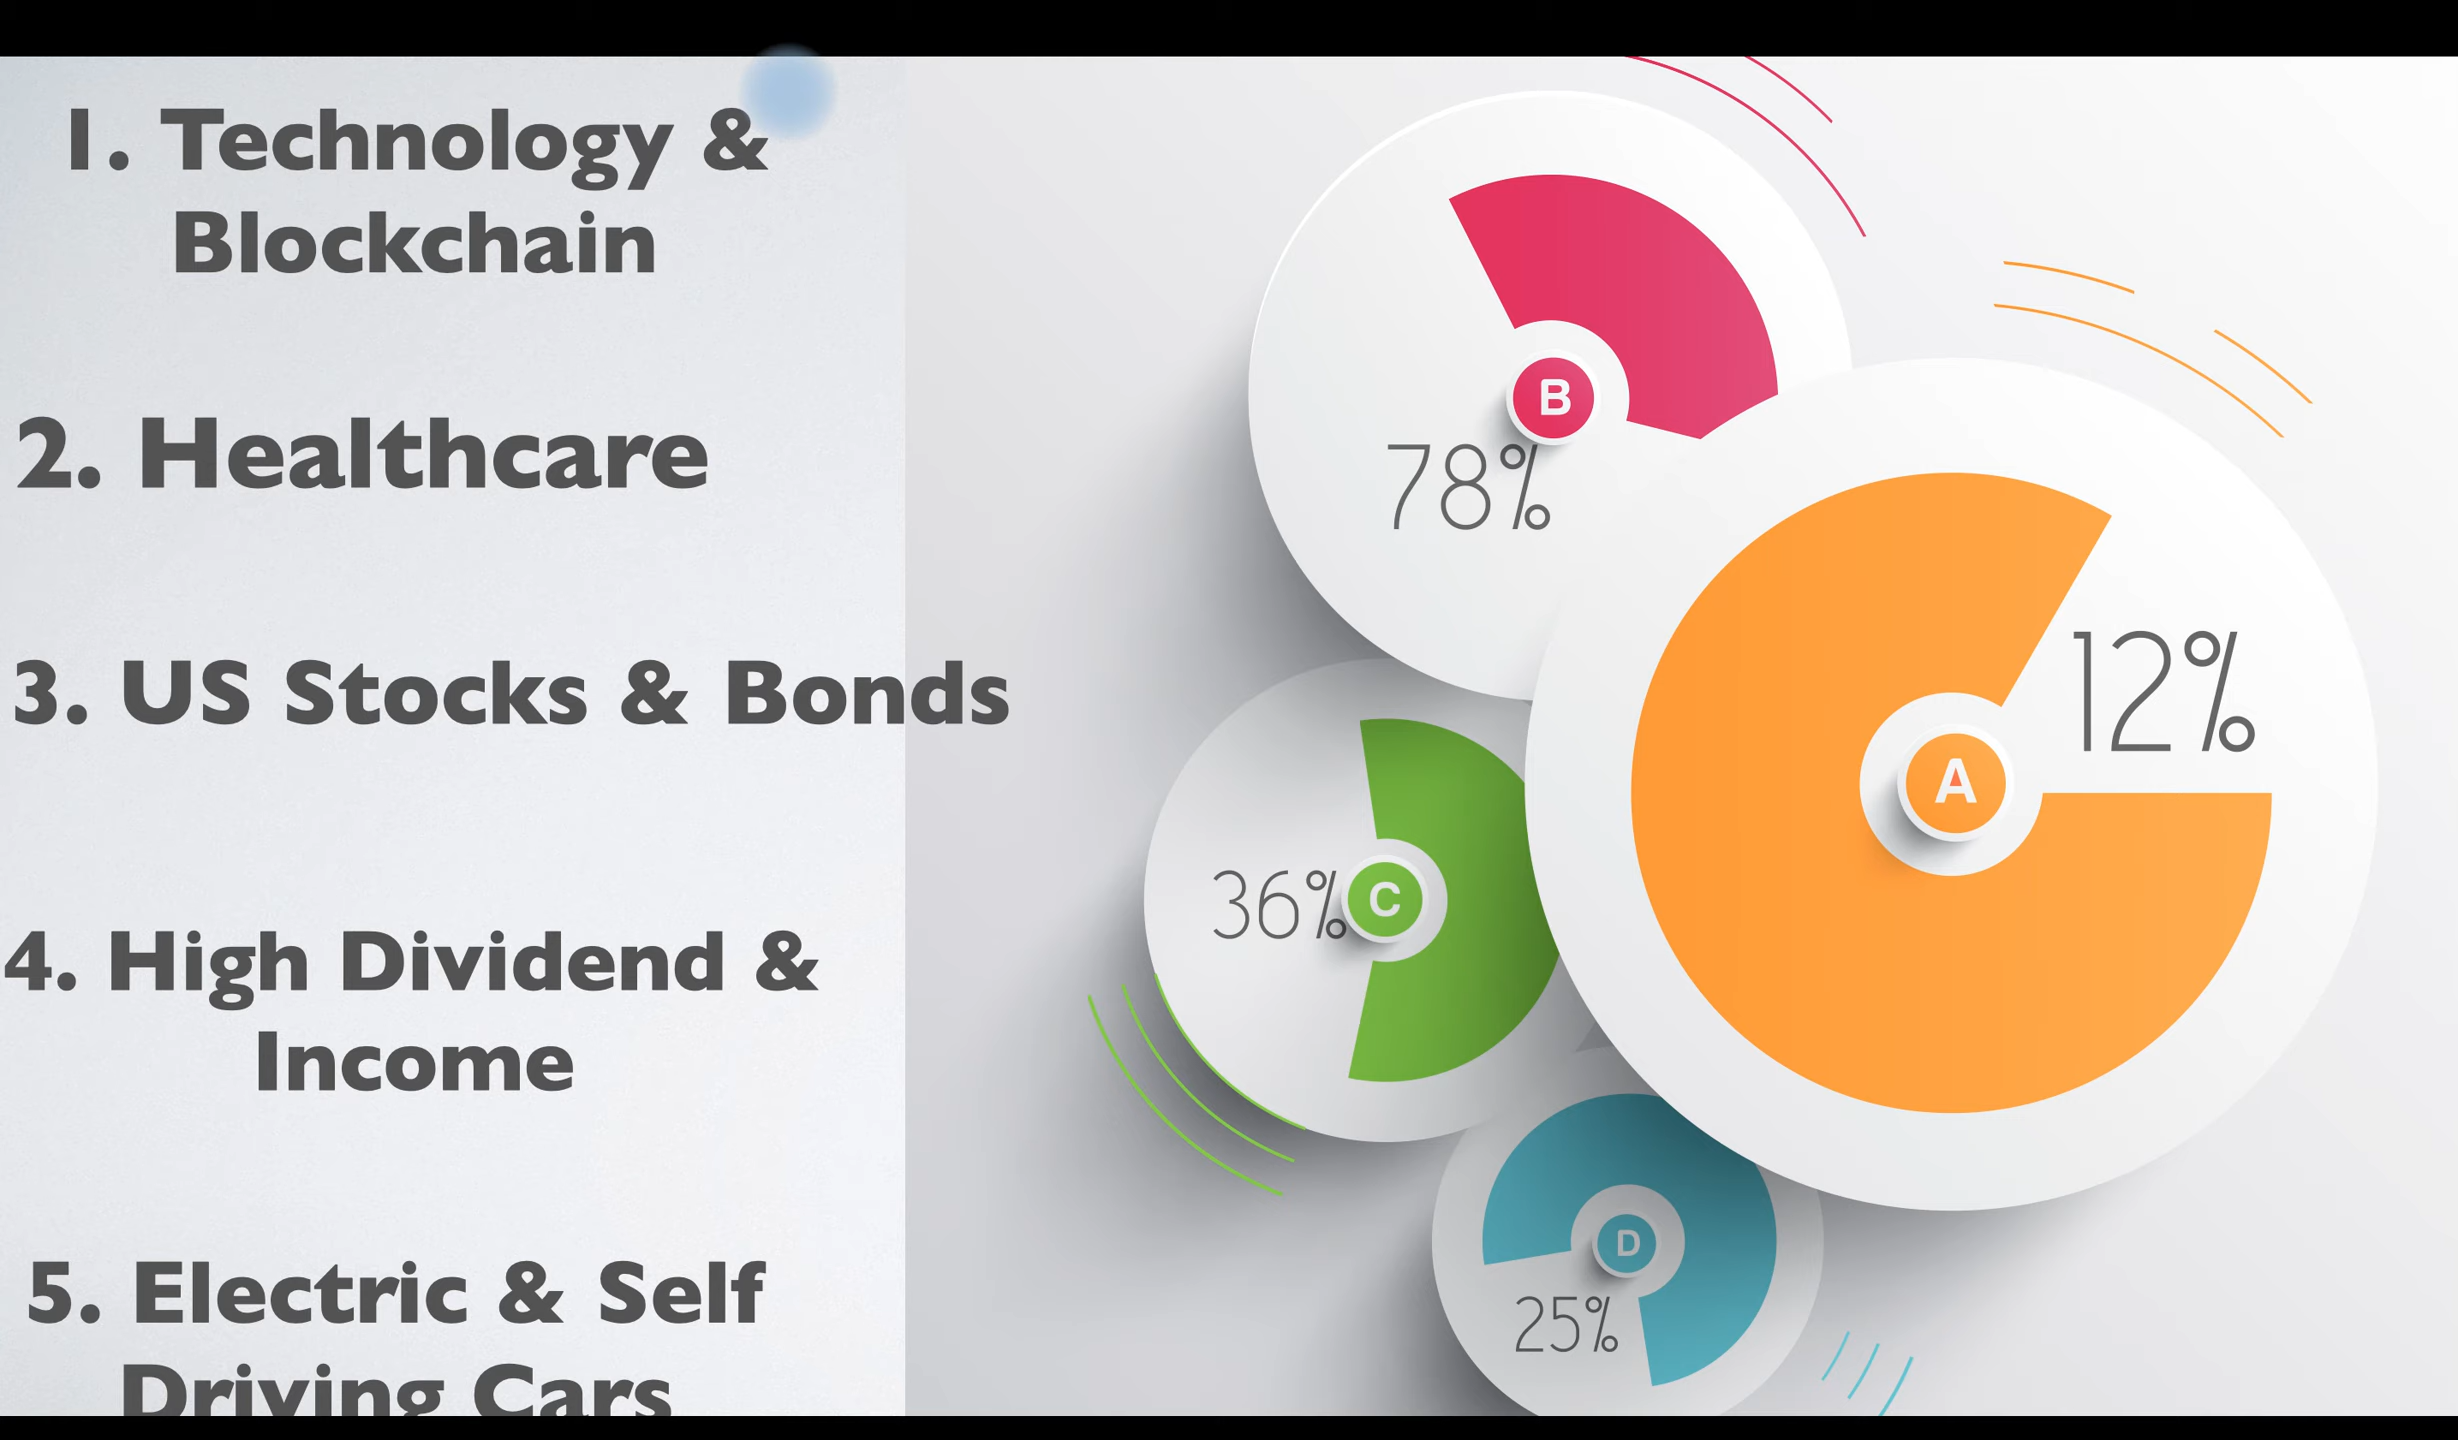 1. Technology &
Blockchain
2. Healthcare
3. US Stocks & Bonds
4. High Dividend &
Income
5. Electric & Self
Driving Cars
B
78%
12%
A
36%
C
D
25%